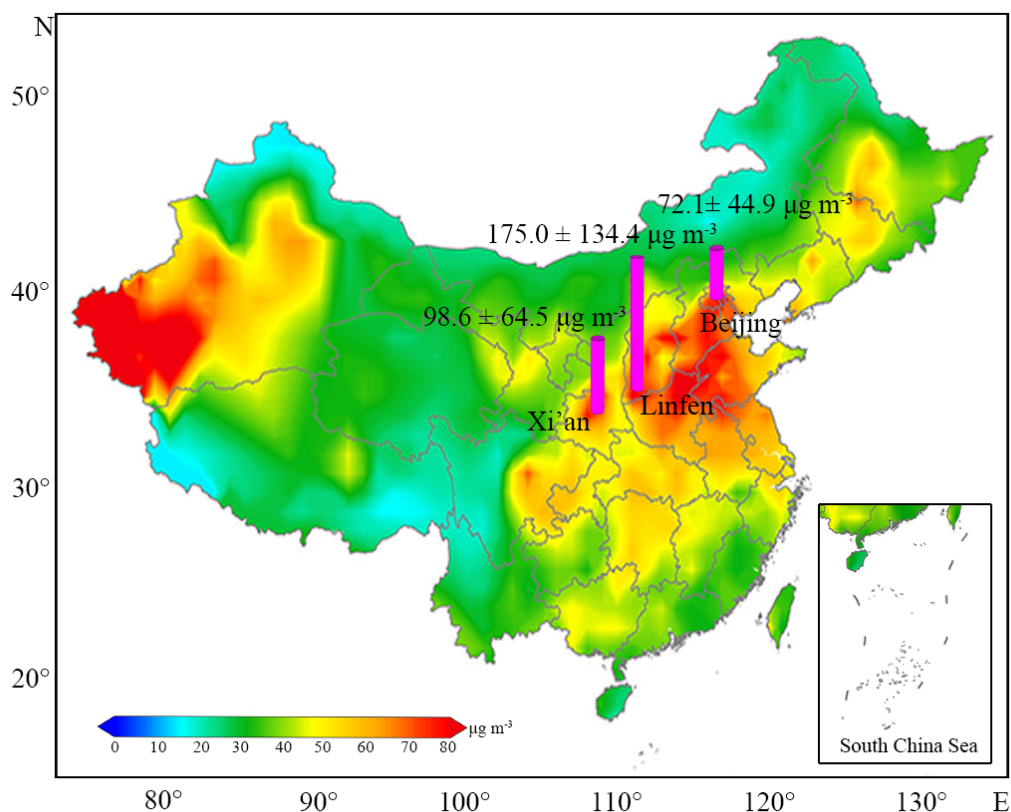 N
50°
40°
30°
20°
72.1± 44.9 μg m-3
175.0 ± 134.4 μg m-3
98.6 ± 64.5 μg m-3
Beijing
Linfen
Xi’an
μg m-3
0 10 20 30 40 50 60 70 80
South China Sea
80° 90° 100° 110° 120° 130° E